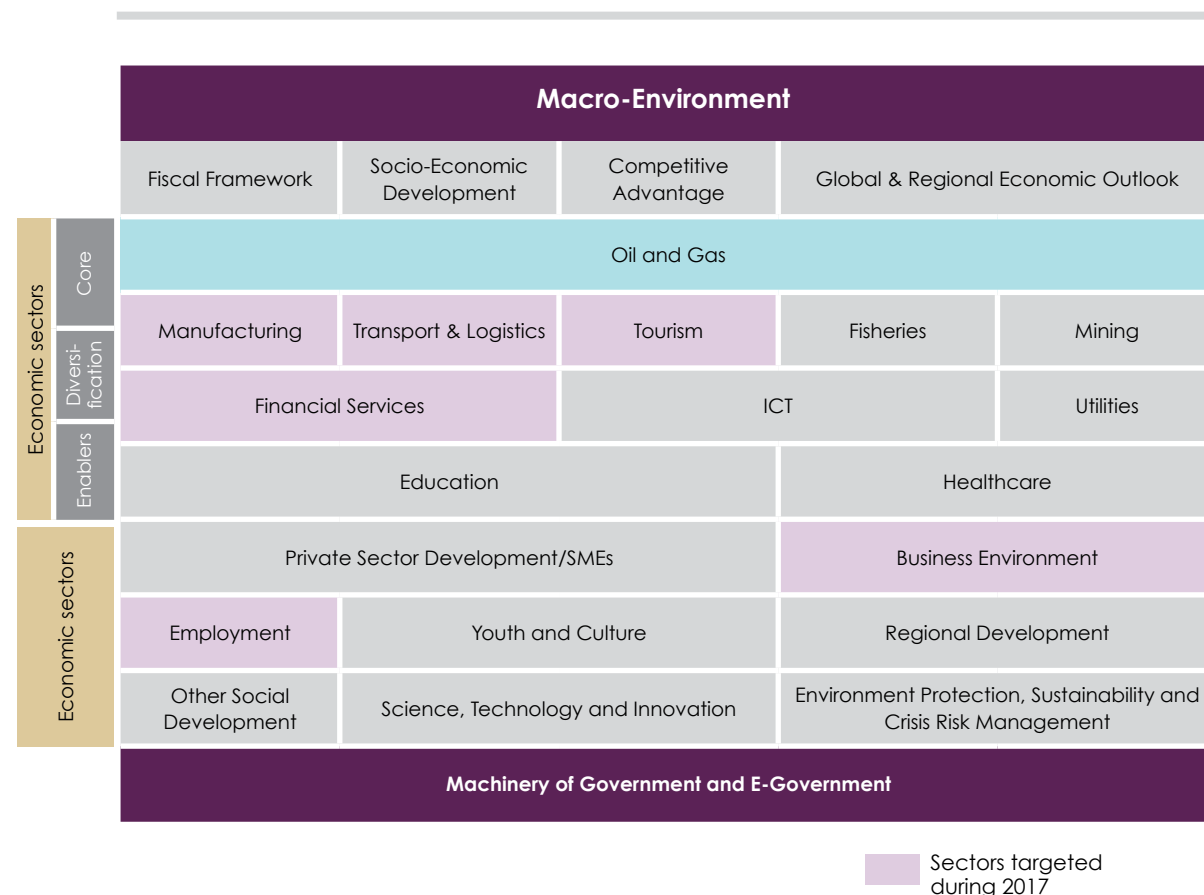 Macro-Environment
Fiscal Framework
Socio-Economic
Development
Competitive
Advantage
Global & Regional Economic Outlook
Economic sectors
Core
Oil and Gas
Manufacturing
Transport & Logistics
Tourism
Fisheries
Mining
Diversi-
fication
Financial Services
ICT
Utilities
Enablers
Education
Healthcare
Economic sectors
Private Sector Development/SMEs
Business Environment
Employment
Youth and Culture
Regional Development
Other Social
Development
Science, Technology and Innovation
Environment Protection, Sustainability and
Crisis Risk Management
Machinery of Government and E-Government
Sectors targeted
during 2017